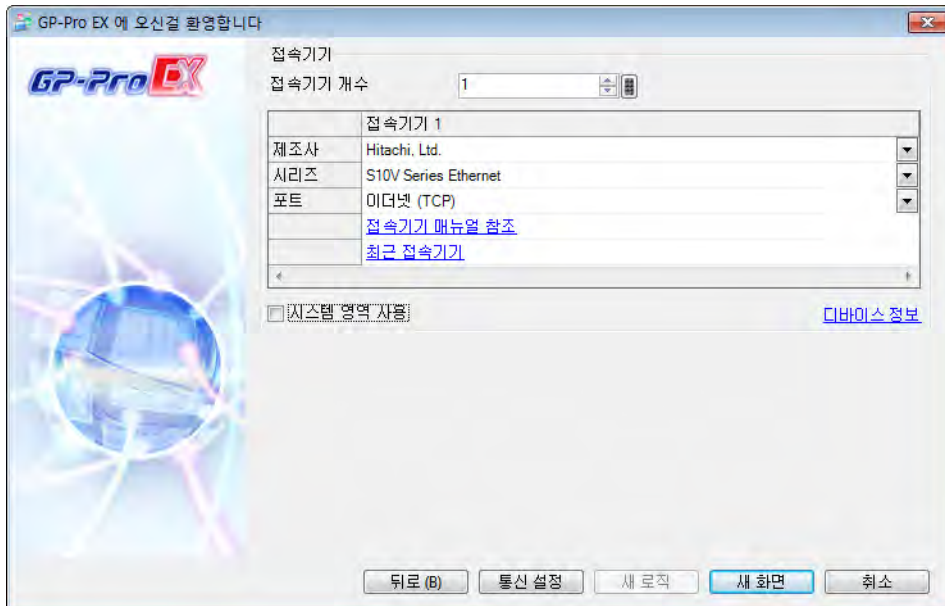 GP-Pro EX 에 오신걸 환영합니다
GP-Pro EX
접속기기
접속기기 개수 1
접속기기 1
제조사 Hitachi, Ltd.
시리즈 S10V Series Ethernet
포트 이더넷 (TCP)
접속기기 매뉴얼 참조
최근 접속기기
시스템 영역 사용 디바이스 정보
뒤로 (B) 통신 설정 새 로직 새 화면 취소